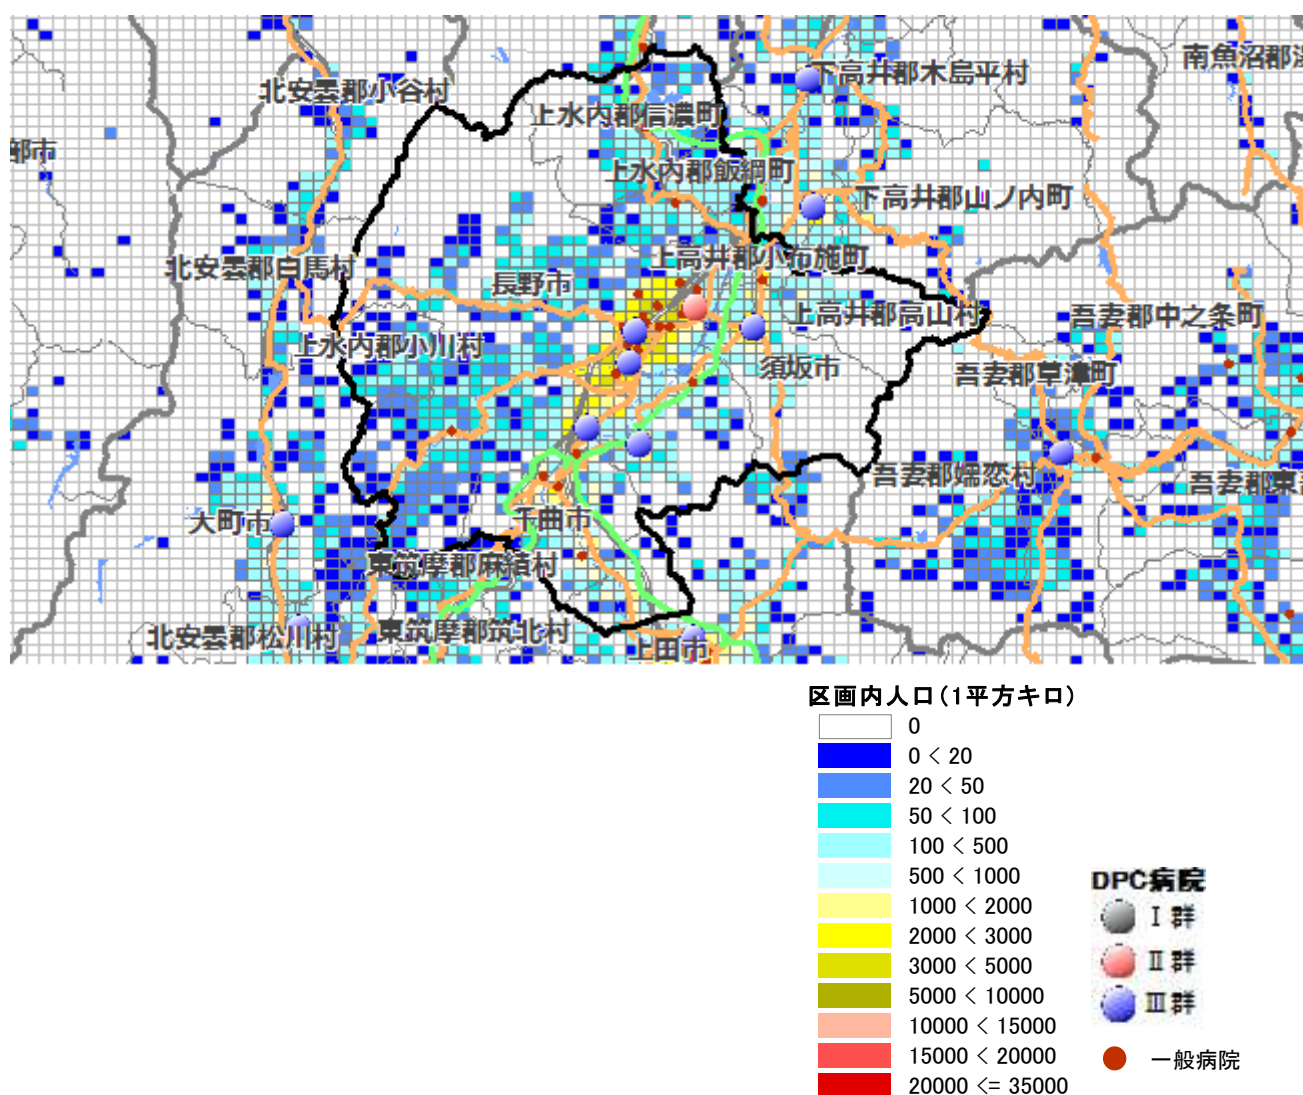 南魚沼郡湯
下高井郡木島平村
北安曇郡小谷村
上水内郡信濃町
部市
上水内郡飯綱町
下高井郡山ノ内町
上高井郡小布施町
北安曇郡白馬村
長野市
上高井郡高山村
吾妻郡中之条町
上水内郡小川村
須坂市
吾妻郡草津町
吾妻郡嬬恋村
吾妻郡東吾
大町市
千曲市
東筑摩郡麻績村
東筑摩郡筑北村
北安曇郡松川村
上田市
区画内人口(1平方キロ)
0
0 < 20
20 < 50
50 < 100
100 < 500
500 < 1000
1000 < 2000
2000 < 3000
3000 < 5000
5000 < 10000
10000 < 15000
15000 < 20000
20000 <= 35000
DPC病院
Ⅰ群
Ⅱ群
Ⅲ群
一般病院